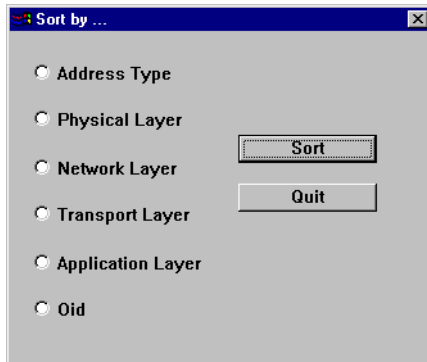 Sort by ...
Address Type
Physical Layer
Network Layer
Transport Layer
Application Layer
Oid
Sort
Quit